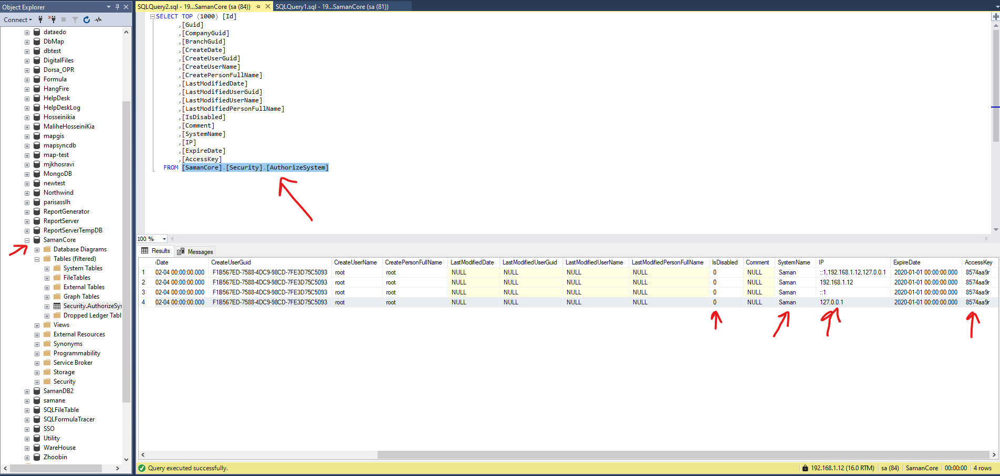 Object Explorer
Connect
dataedo
DbMap
dbtest
DigitalFiles
Dorsa_OPR
Formula
HangFire
HelpDesk
HelpDeskLog
Hosseinikia
MaliheHosseiniKia
mapgis
mapsyncdb
map-test
mjkhosravi
MongoDB
newtest
Northwind
parisasslh
ReportGenerator
ReportServer
ReportServerTempDB
SamanCore
Database Diagrams
Tables (filtered)
System Tables
FileTables
External Tables
Graph Tables
Security.AuthorizeSys
Dropped Ledger Tabl
Views
External Resources
Synonyms
Programmability
Service Broker
Storage
Security
SamanDB2
samane
SQLFileTable
SQLFormulaTracer
SSO
Utility
WareHouse
Zhoobin
SQLQuery2.sql - 19...SamanCore (sa (84)) SQLQuery1.sql - 19...SamanCore (sa (81))
SELECT TOP (1000) [Id]
,[Guid]
,[CompanyGuid]
,[BranchGuid]
,[CreateDate]
,[CreateUserGuid]
,[CreateUserName]
,[CreatePersonFullName]
,[LastModifiedDate]
,[LastModifiedUserGuid]
,[LastModifiedUserName]
,[LastModifiedPersonFullName]
,[IsDisabled]
,[Comment]
,[SystemName]
,[IP]
,[ExpireDate]
,[AccessKey]
FROM [SamanCore].[Security].[AuthorizeSystem]
100 %
Results Messages
eDate CreateUserGuid CreateUserName CreatePersonFullName LastModifiedDate LastModifiedUserGuid LastModifiedUserName LastModifiedPersonFullName IsDisabled Comment SystemName IP ExpireDate AccessKey
1 02-04 00:00:00.000 F1B567ED-7588-4DC9-98CD-7FE3D75C5093 root root NULL NULL NULL NULL 0 NULL Saman ::1,192.168.1.12,127.0.0.1 2020-01-01 00:00:00.000 8574aa9r
2 02-04 00:00:00.000 F1B567ED-7588-4DC9-98CD-7FE3D75C5093 root root NULL NULL NULL NULL 0 NULL Saman 192.168.1.12 2020-01-01 00:00:00.000 8574aa9r
3 02-04 00:00:00.000 F1B567ED-7588-4DC9-98CD-7FE3D75C5093 root root NULL NULL NULL NULL 0 NULL Saman ::1 2020-01-01 00:00:00.000 8574aa9r
4 02-04 00:00:00.000 F1B567ED-7588-4DC9-98CD-7FE3D75C5093 root root NULL NULL NULL NULL 0 NULL Saman 127.0.0.1 2020-01-01 00:00:00.000 8574aa9r
Query executed successfully. 192.168.1.12 (16.0 RTM) sa (84) SamanCore 00:00:00 4 rows